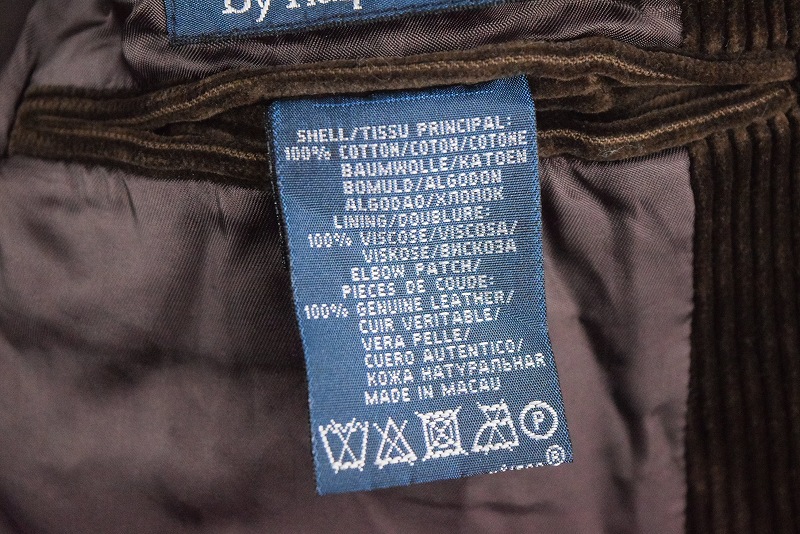 by
SHELL/TISSU PRINCIPAL:
100% COTTON/COTON/COTONE
BAUMWOLLE/KATOEN
BOMULD/ALGODON
ALGODAO/ХЛОПОК
LINING/DOUBLURE:
100% VISCOSE/VISCOSA/
VISKOSE/ВИСКОЗА
ELBOW PATCH/
PIECES DE COUDE:
100% GENUINE LEATHER/
CUIR VERITABLE/
VERA PELLE/
CUERO AUTENTICO/
КОЖА НАТУРАЛЬНАЯ
MADE IN MACAU
P
®